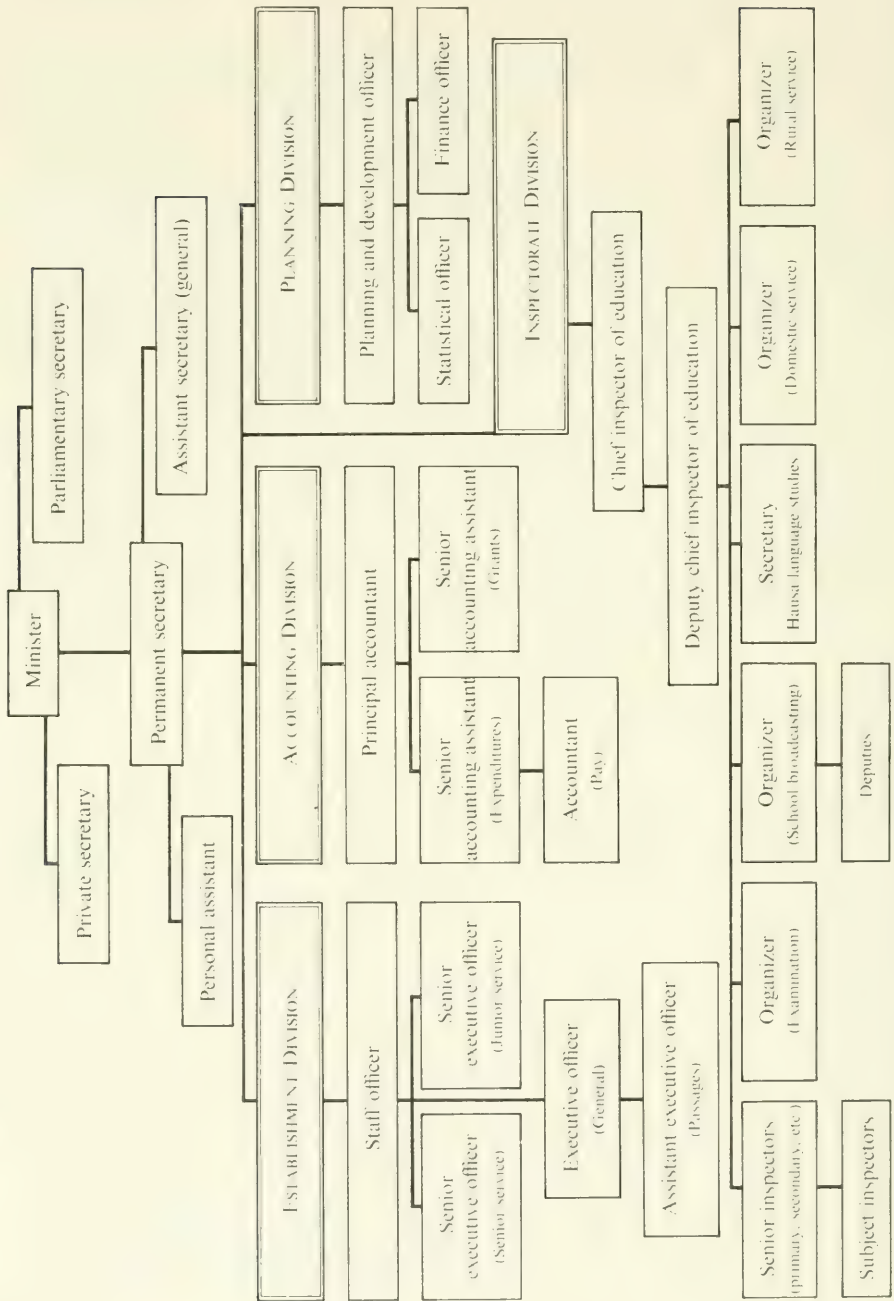 Minister
Private secretary
Parliamentary secretary
Permanent secretary
Personal assistant
Assistant secretary (general)
ESTABLISHMENT DIVISION
ACCOUNTING DIVISION
PLANNING DIVISION
Staff officer
Principal accountant
Planning and development officer
Senior
executive officer
(Senior service)
Senior
executive officer
(Junior service)
Senior
accounting assistant
(Expenditures)
Senior
accounting assistant
(Grants)
Statistical officer
Finance officer
Executive officer
(General)
Accountant
(Pay)
INSPECTORATE DIVISION
Assistant executive officer
(Passages)
Chief inspector of education
Deputy chief inspector of education
Senior inspectors
(primary, secondary, etc.)
Organizer
(Examination)
Organizer
(School broadcasting)
Secretary
Hausa language studies
Organizer
(Domestic service)
Organizer
(Rural service)
Subject inspectors
Deputies